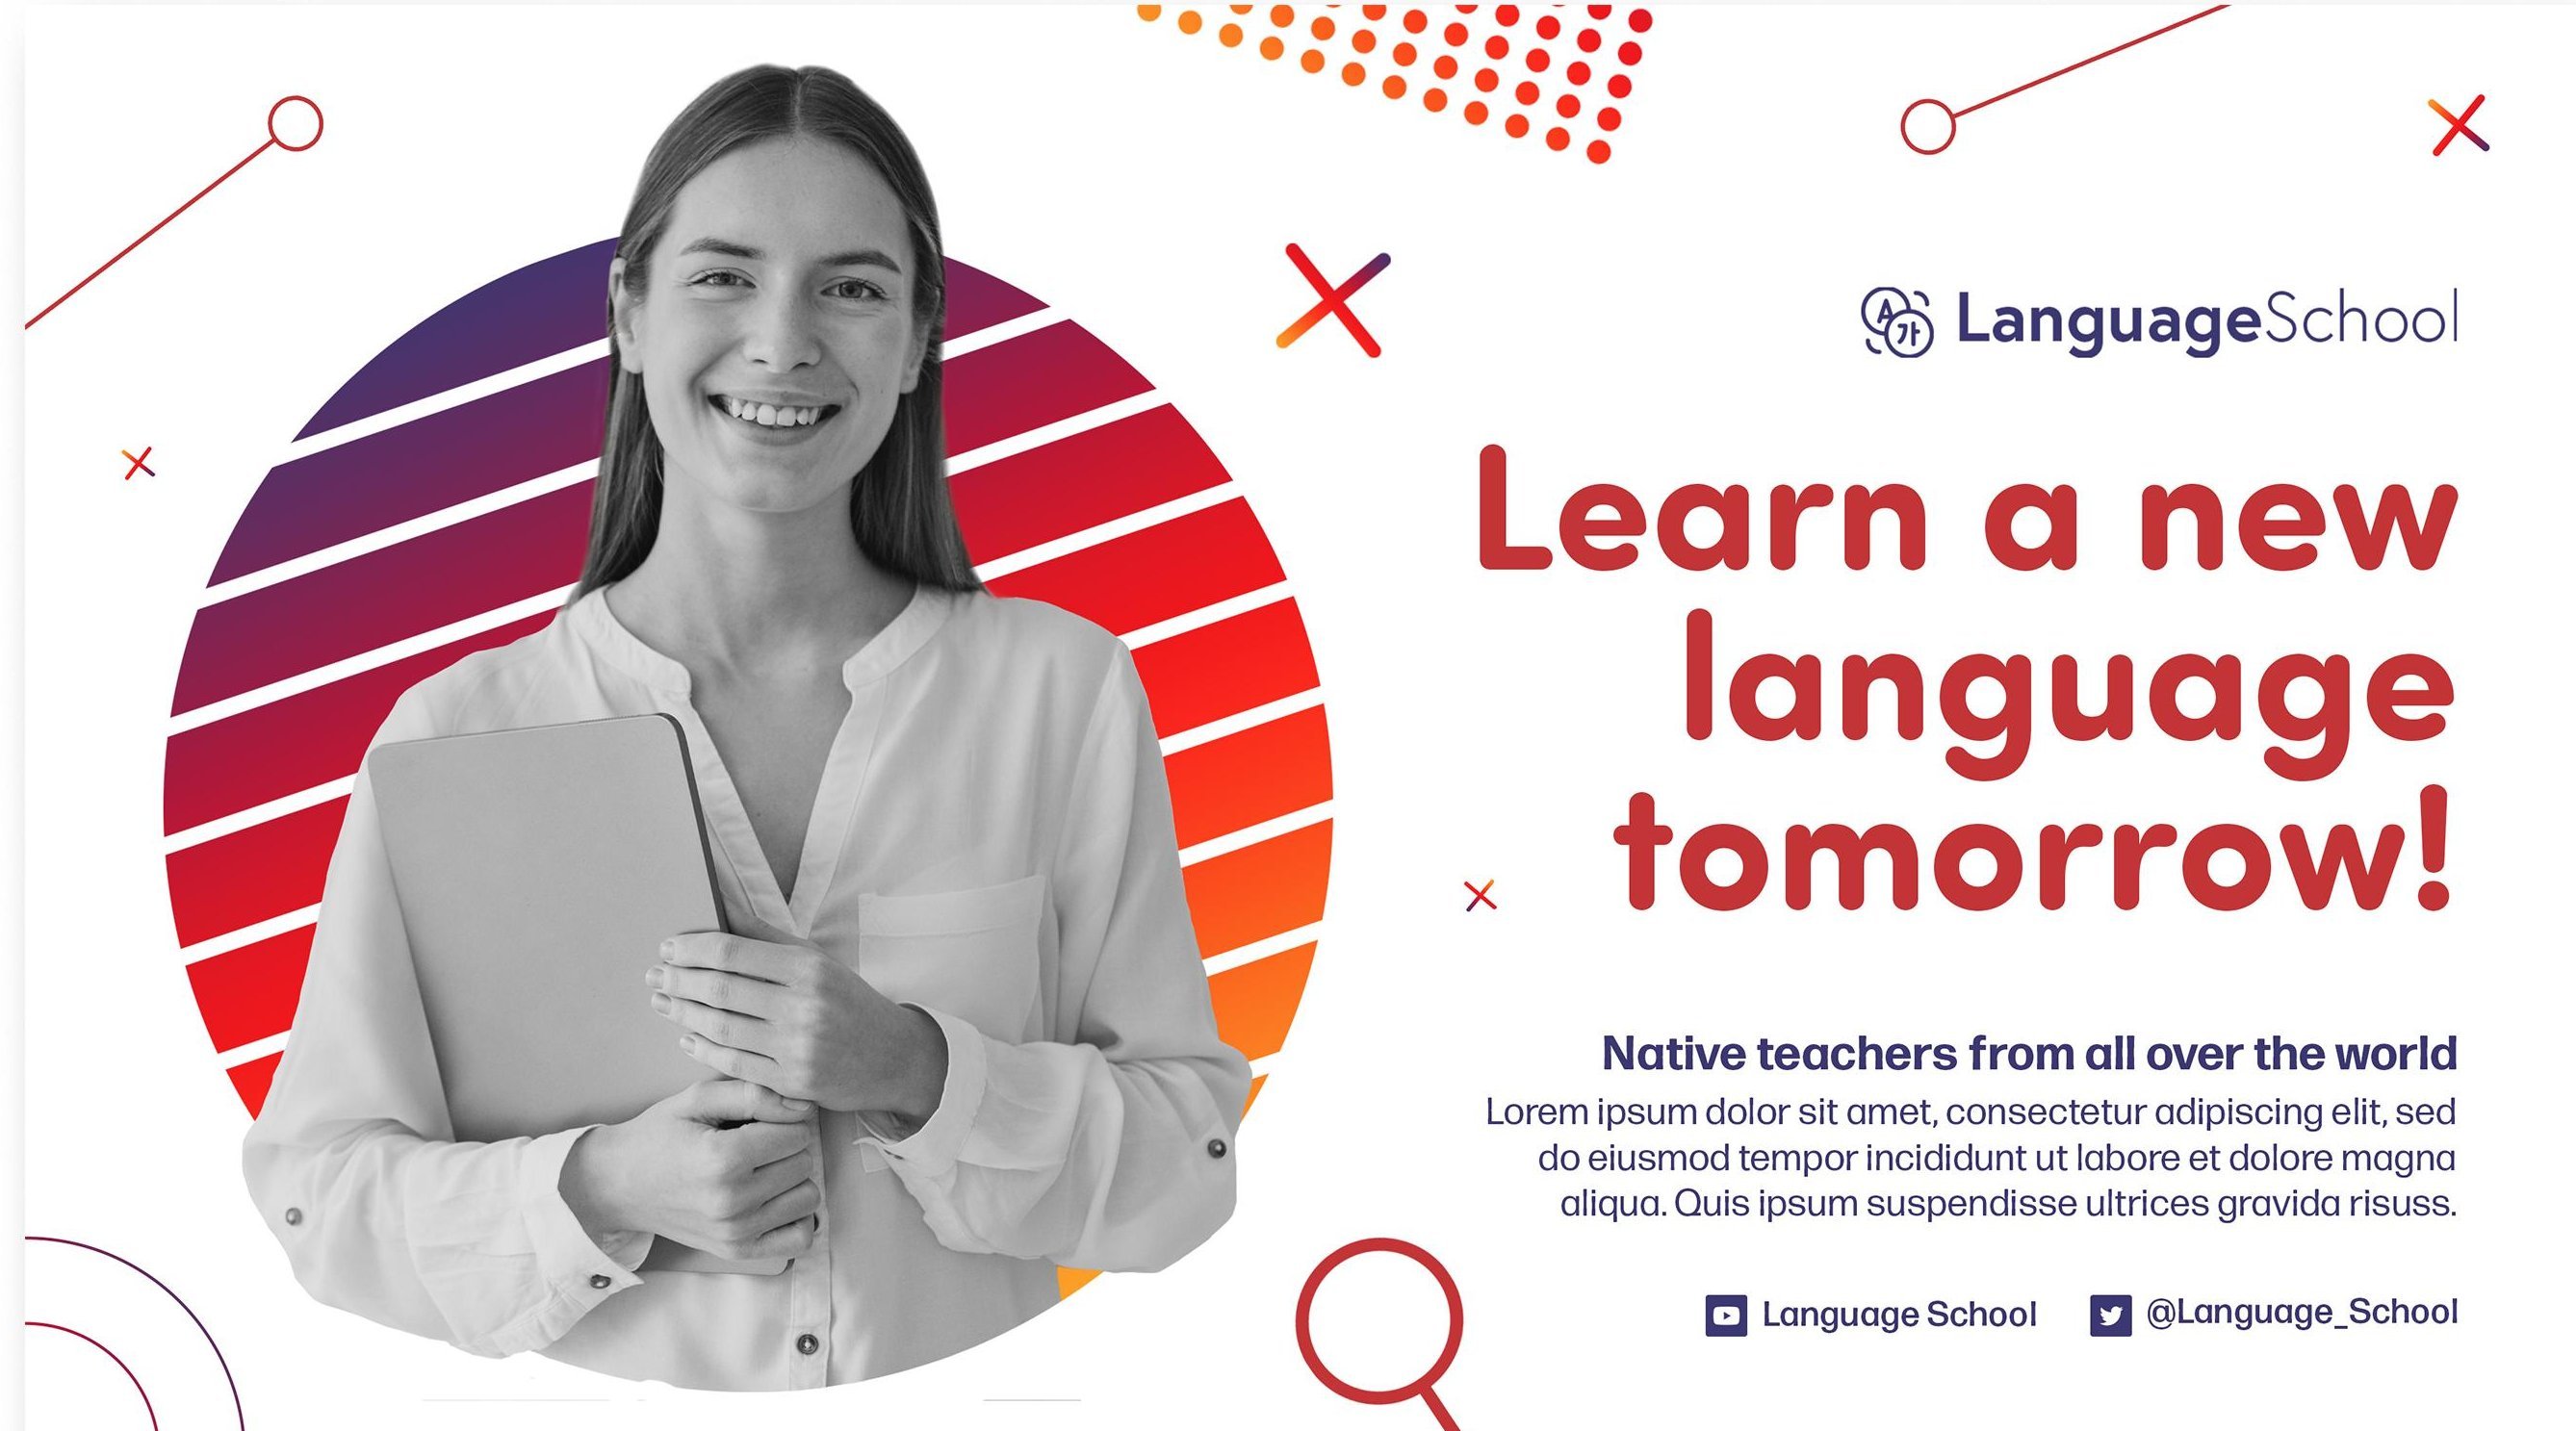 A 가 LanguageSchool
Learn a new
language
tomorrow!
Native teachers from all over the world
Lorem ipsum dolor sit amet, consectetur adipiscing elit, sed
do eiusmod tempor incididunt ut labore et dolore magna
aliqua. Quis ipsum suspendisse ultrices gravida risuss.
Language School @Language_School